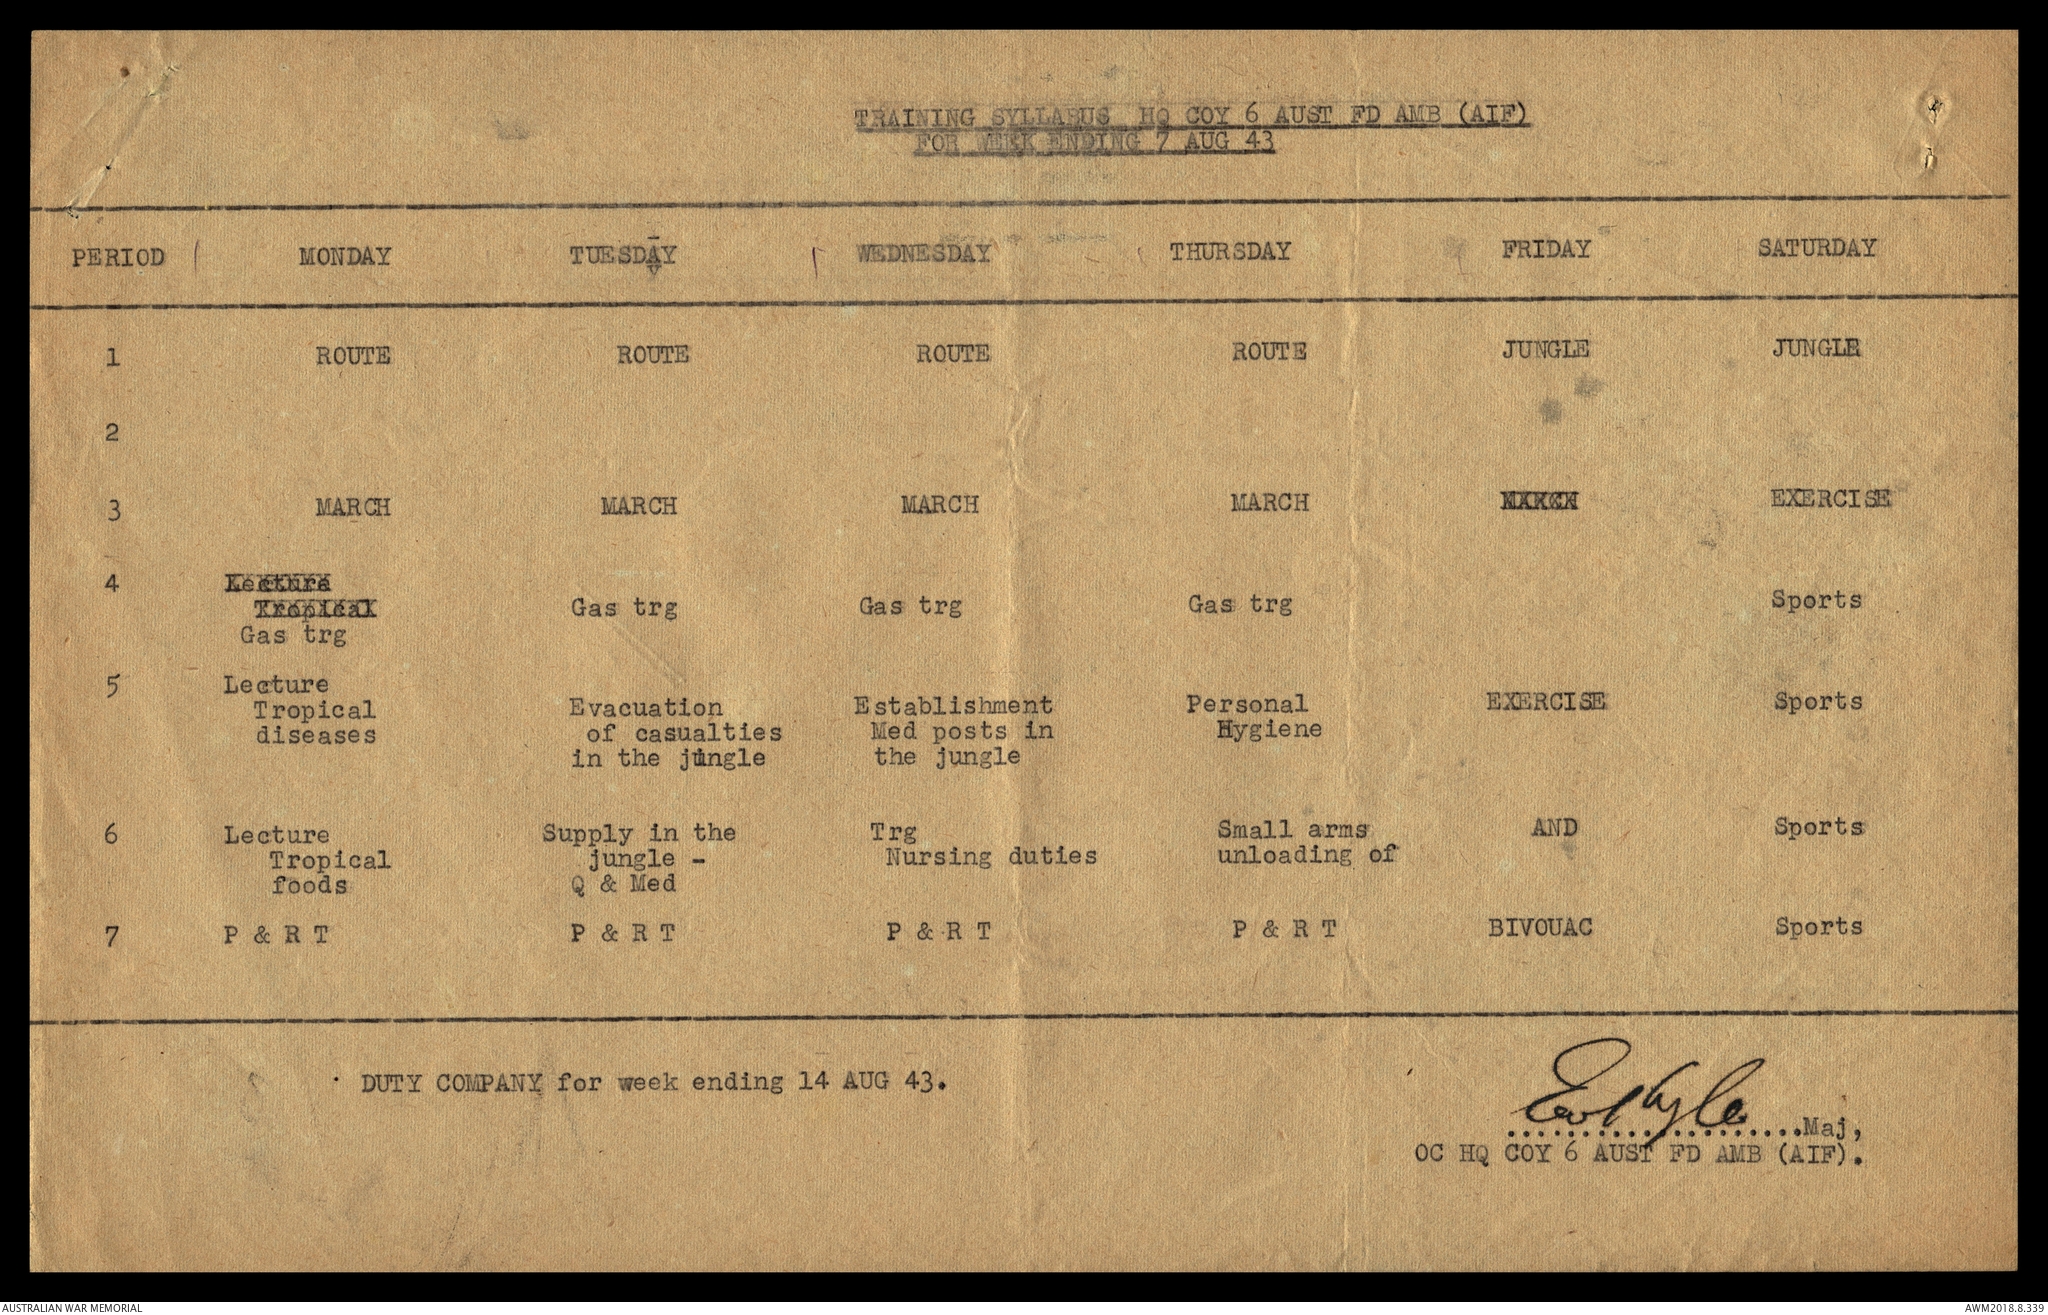 TRAINING SYLLABUS HQ COY 6 AUST FD AMB (AIF)
FOR WEEK ENDING 7 AUG 43
PERIOD MONDAY TUESDAY WEDNESDAY THURSDAY FRIDAY SATURDAY
1 ROUTE ROUTE ROUTE ROUTE JUNGLE JUNGLE
2
3 MARCH MARCH MARCH MARCH MARCH EXERCISE
4 Lecture
Tropical Gas trg Gas trg Gas trg Sports
Gas trg
5 Lecture
Tropical Evacuation Establishment Personal EXERCISE Sports
diseases of casualties Med posts in Hygiene
in the jungle the jungle
6 Lecture Supply in the Trg Small arms AND Sports
Tropical jungle - Nursing duties unloading of
foods Q & Med
7 P & R T P & R T P & R T P & R T BIVOUAC Sports
DUTY COMPANY for week ending 14 AUG 43.
....................Maj,
OC HQ COY 6 AUST FD AMB (AIF).
AUSTRALIAN WAR MEMORIAL AWM2018.8.339